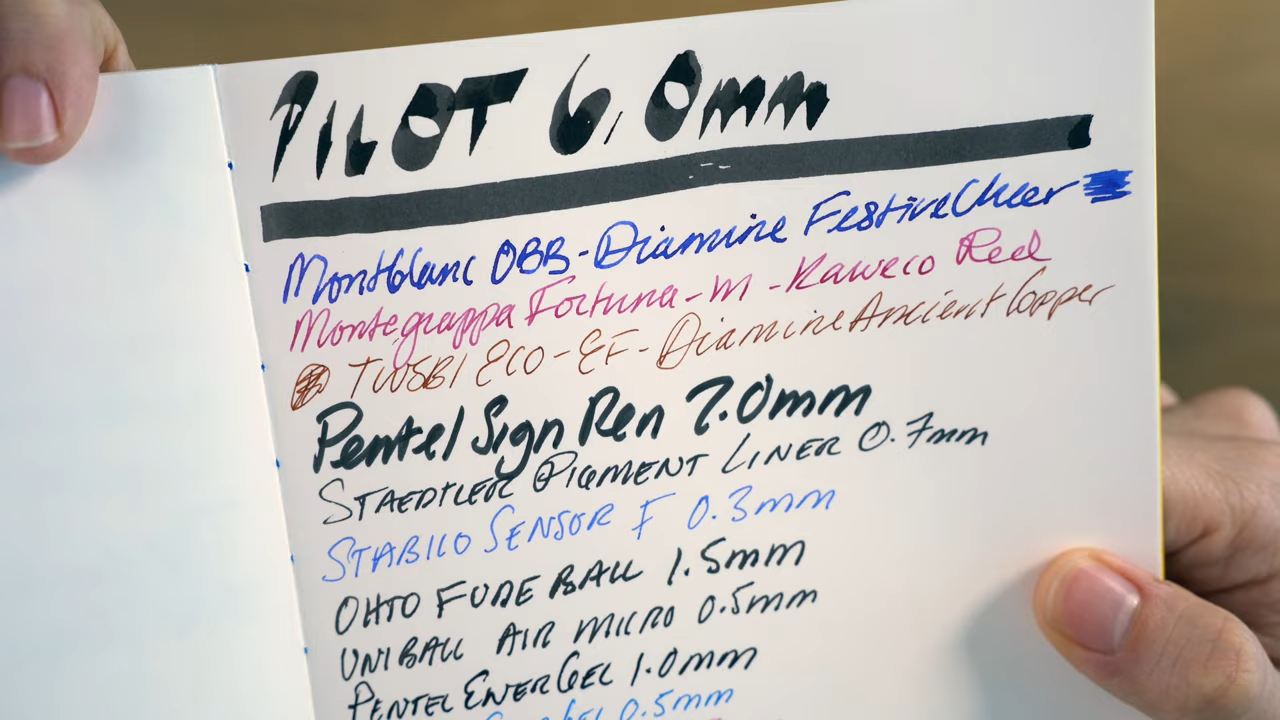 PILOT 6.0mm
Montblanc OBB - Diamine Festive Cheer
Montegrappa Fortuna - M - Kaweco Red
TWSBI ECO - EF - Diamine Ancient Copper
Pentel Sign Pen 2.0mm
STAEDTLER PIGMENT LINER 0.7mm
STABILO SENSOR F 0.3mm
OHTO FUDE BALL 1.5mm
UNIBALL AIR MICRO 0.5mm
PENTEL ENERGEL 1.0mm
0.5mm